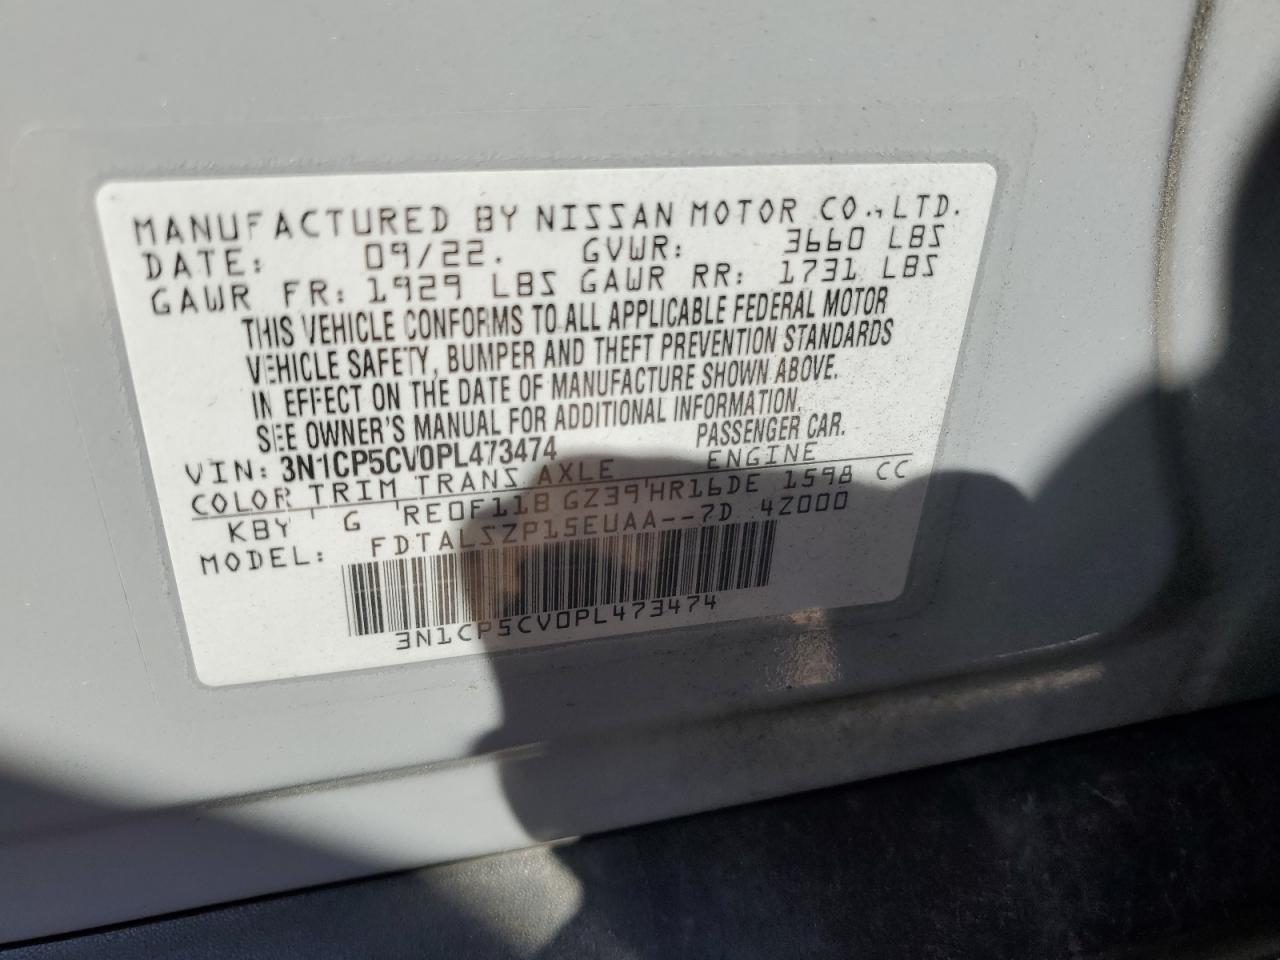 MANUFACTURED BY NISSAN MOTOR CO., LTD.
DATE: 09/22. GVWR: 3660 LBS
GAWR FR: 1929 LBS GAWR RR: 1731 LBS
THIS VEHICLE CONFORMS TO ALL APPLICABLE FEDERAL MOTOR
VEHICLE SAFETY, BUMPER AND THEFT PREVENTION STANDARDS
IN EFFECT ON THE DATE OF MANUFACTURE SHOWN ABOVE.
SEE OWNER'S MANUAL FOR ADDITIONAL INFORMATION.
VIN: 3N1CP5CV0PL473474 PASSENGER CAR.
COLOR TRIM TRANS AXLE ENGINE
KBY G RE0F11B GZ39 HR16DE 1598 CC
MODEL: FDTALSZP15EUAA--7D 42000
3N1CP5CV0PL473474